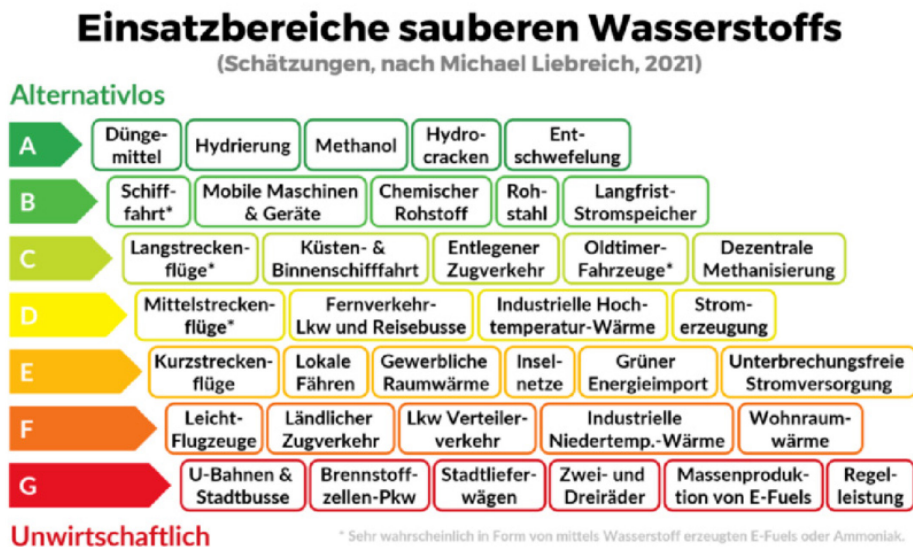 Einsatzbereiche sauberen Wasserstoffs
(Schätzungen, nach Michael Liebreich, 2021)
Alternativlos
A
Dünge-
mittel
Hydrierung
Methanol
Hydro-
cracken
Ent-
schwefelung
B
Schiff-
fahrt*
Mobile Maschinen
& Geräte
Chemischer
Rohstoff
Roh-
stahl
Langfrist-
Stromspeicher
C
Langstrecken-
flüge*
Küsten- &
Binnenschifffahrt
Entlegener
Zugverkehr
Oldtimer-
Fahrzeuge*
Dezentrale
Methanisierung
D
Mittelstrecken-
flüge*
Fernverkehr-
Lkw und Reisebusse
Industrielle Hoch-
temperatur-Wärme
Strom-
erzeugung
E
Kurzstrecken-
flüge
Lokale
Fähren
Gewerbliche
Raumwärme
Insel-
netze
Grüner
Energieimport
Unterbrechungsfreie
Stromversorgung
F
Leicht-
Flugzeuge
Ländlicher
Zugverkehr
Lkw Verteiler-
verkehr
Industrielle
Niedertemp.-Wärme
Wohnraum-
wärme
G
U-Bahnen &
Stadtbusse
Brennstoff-
zellen-Pkw
Stadtliefer-
wägen
Zwei- und
Dreiräder
Massenproduk-
tion von E-Fuels
Regel-
leistung
Unwirtschaftlich
* Sehr wahrscheinlich in Form von mittels Wasserstoff erzeugten E-Fuels oder Ammoniak.